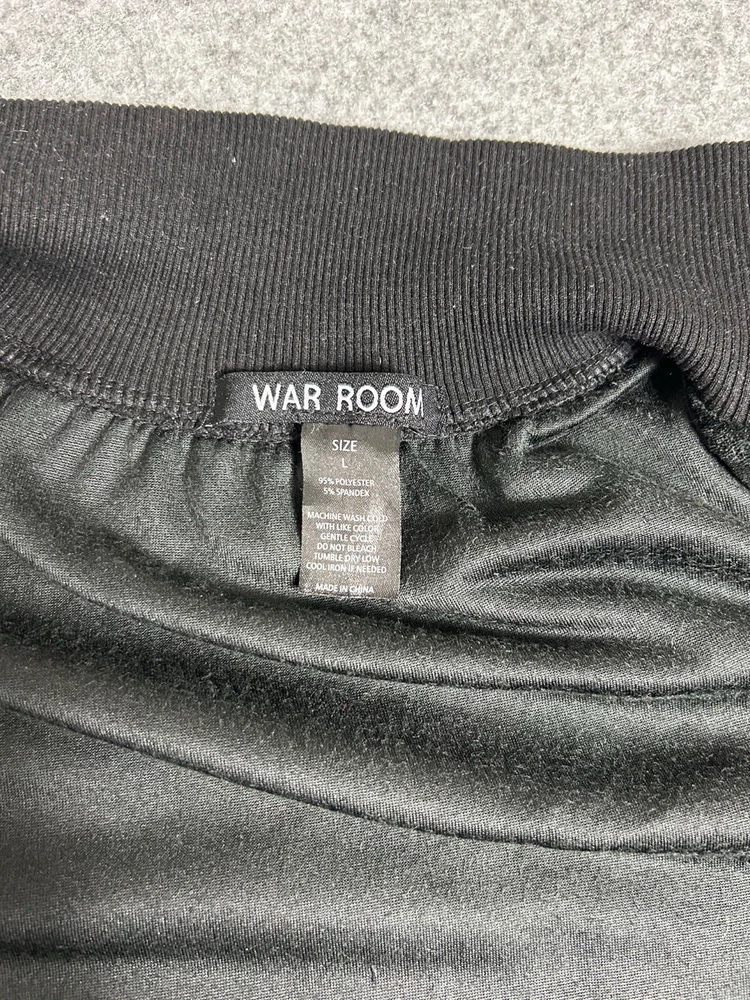 WAR ROOM
SIZE
L
95% POLYESTER
5% SPANDEX
MACHINE WASH COLD
WITH LIKE COLOR
GENTLE CYCLE
DO NOT BLEACH
TUMBLE DRY LOW
COOL IRON IF NEEDED
MADE IN CHINA